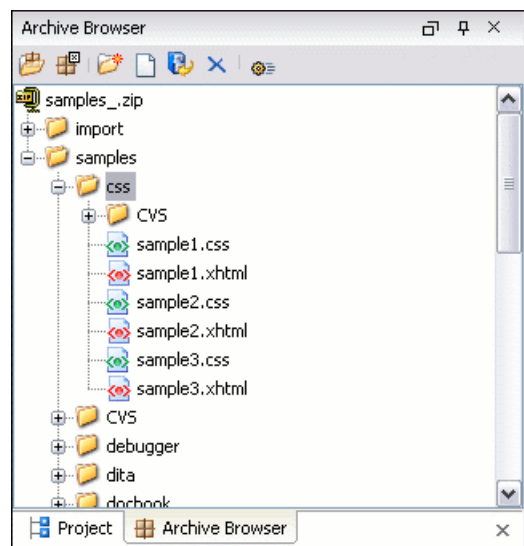 Archive Browser
samples_.zip
import
samples
css
CVS
sample1.css
sample1.xhtml
sample2.css
sample2.xhtml
sample3.css
sample3.xhtml
CVS
debugger
dita
docbook
Project
Archive Browser